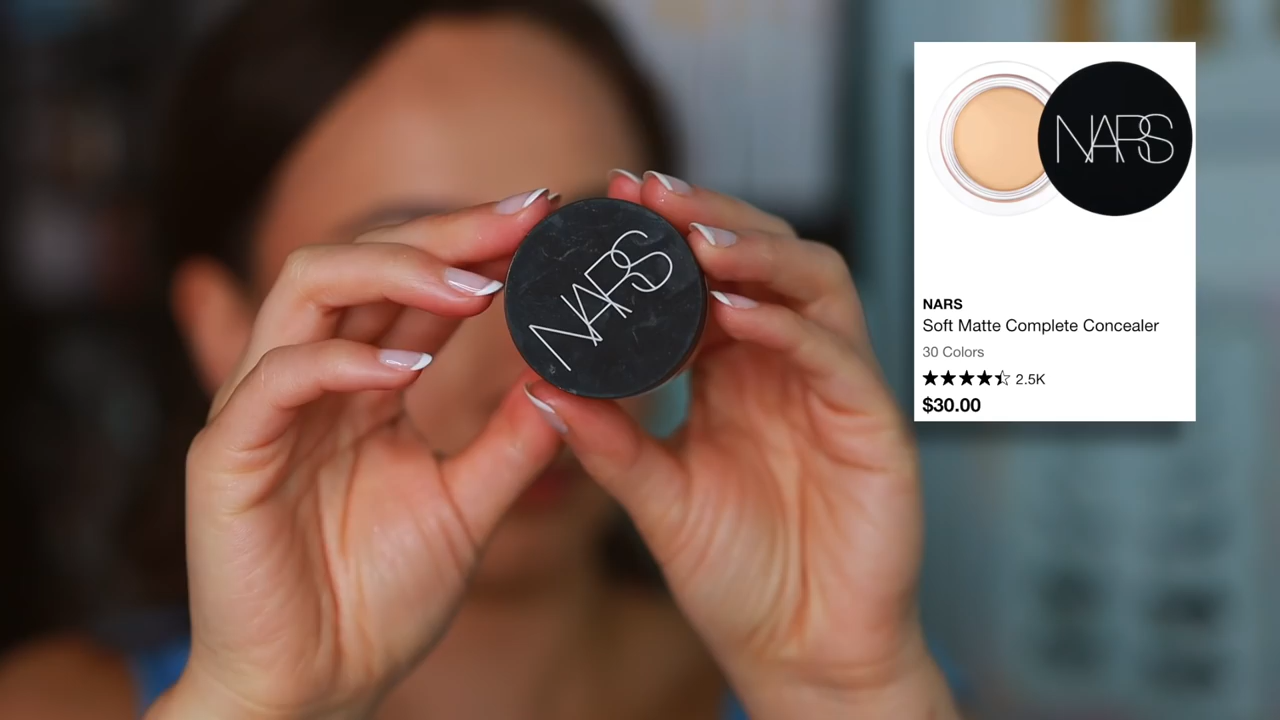 NARS
NARS
NARS
Soft Matte Complete Concealer
30 Colors
2.5K
$30.00